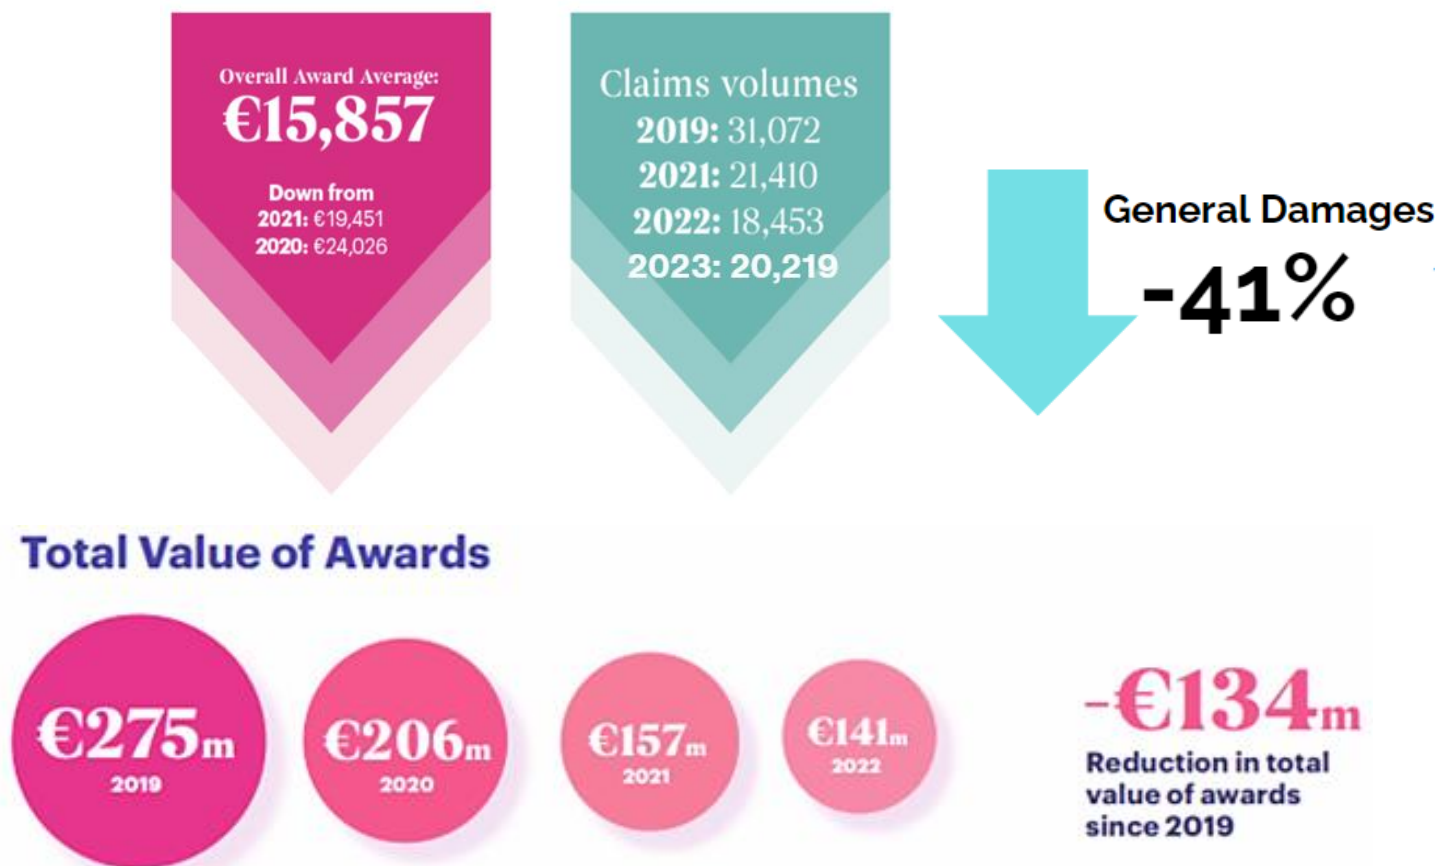 Overall Award Average:
€15,857
Down from
2021: €19,451
2020: €24,026
Claims volumes
2019: 31,072
2021: 21,410
2022: 18,453
2023: 20,219
General Damages
-41%
Total Value of Awards
€275m
2019
€206m
2020
€157m
2021
€141m
2022
-€134m
Reduction in total
value of awards
since 2019